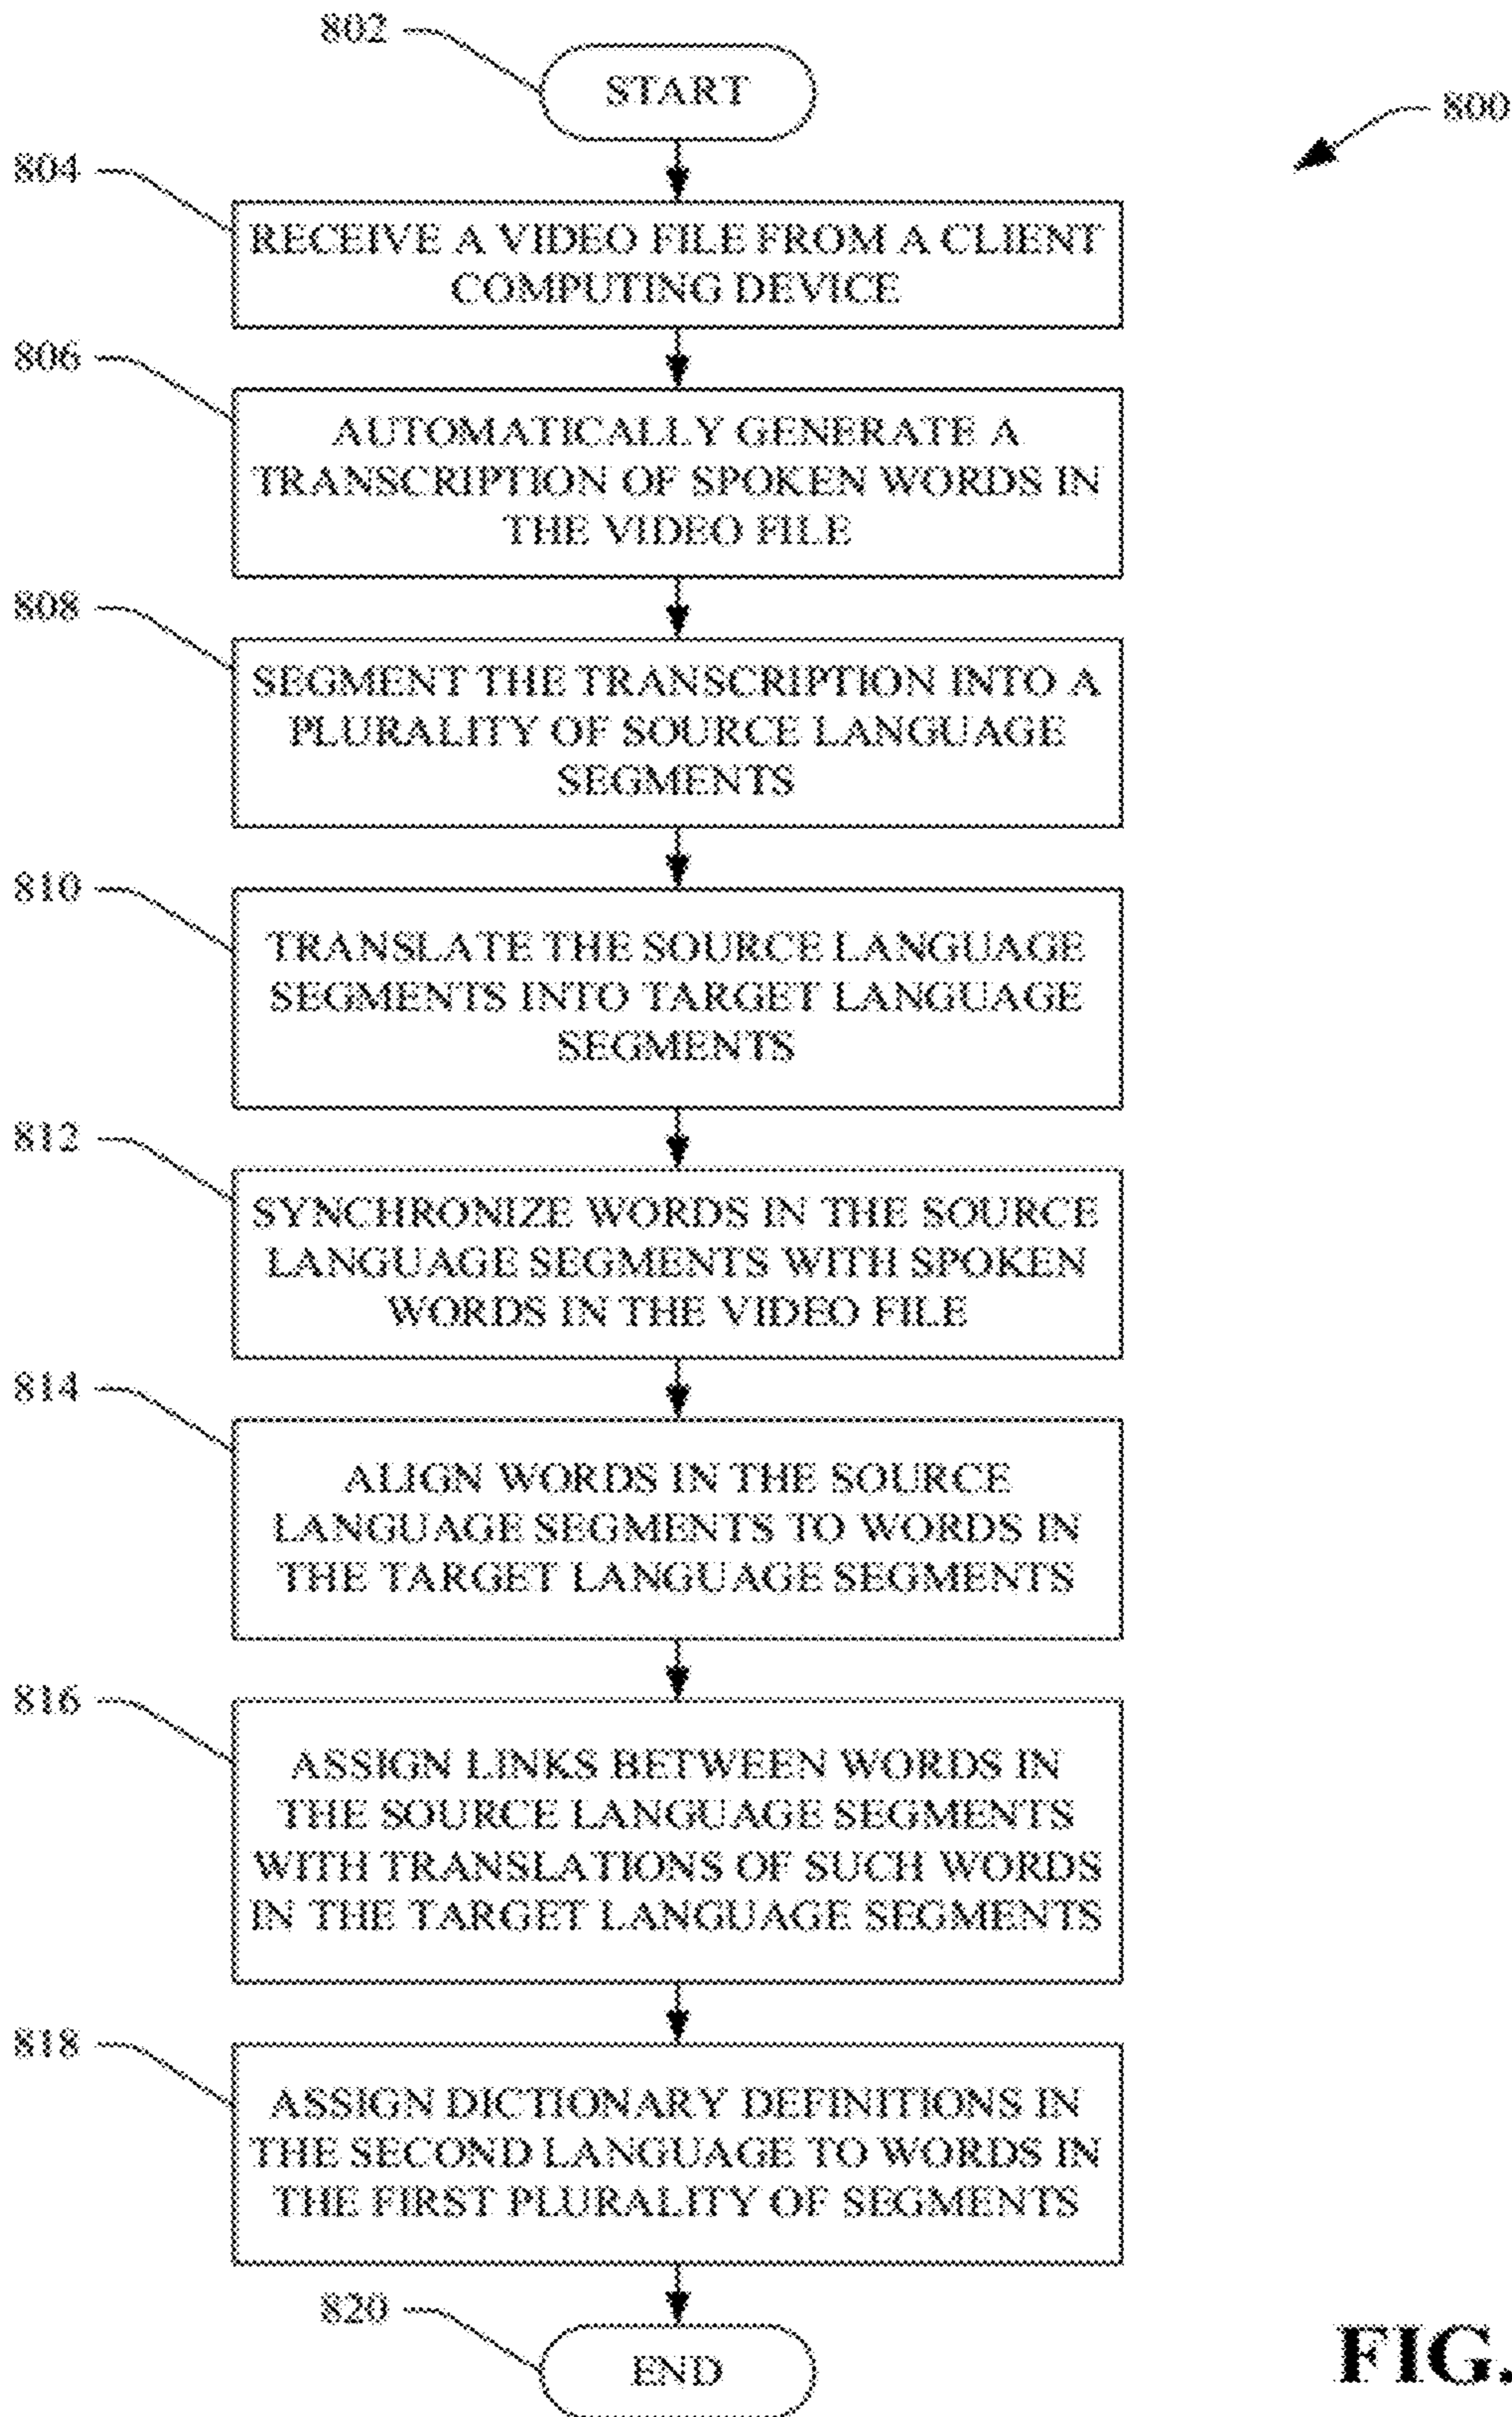 802
START
800
804
RECEIVE A VIDEO FILE FROM A CLIENT
COMPUTING DEVICE
806
AUTOMATICALLY GENERATE A
TRANSCRIPTION OF SPOKEN WORDS IN
THE VIDEO FILE
808
SEGMENT THE TRANSCRIPTION INTO A
PLURALITY OF SOURCE LANGUAGE
SEGMENTS
810
TRANSLATE THE SOURCE LANGUAGE
SEGMENTS INTO TARGET LANGUAGE
SEGMENTS
812
SYNCHRONIZE WORDS IN THE SOURCE
LANGUAGE SEGMENTS WITH SPOKEN
WORDS IN THE VIDEO FILE
814
ALIGN WORDS IN THE SOURCE
LANGUAGE SEGMENTS TO WORDS IN
THE TARGET LANGUAGE SEGMENTS
816
ASSIGN LINKS BETWEEN WORDS IN
THE SOURCE LANGUAGE SEGMENTS
WITH TRANSLATIONS OF SUCH WORDS
IN THE TARGET LANGUAGE SEGMENTS
818
ASSIGN DICTIONARY DEFINITIONS IN
THE SECOND LANGUAGE TO WORDS IN
THE FIRST PLURALITY OF SEGMENTS
820
END
FIG.